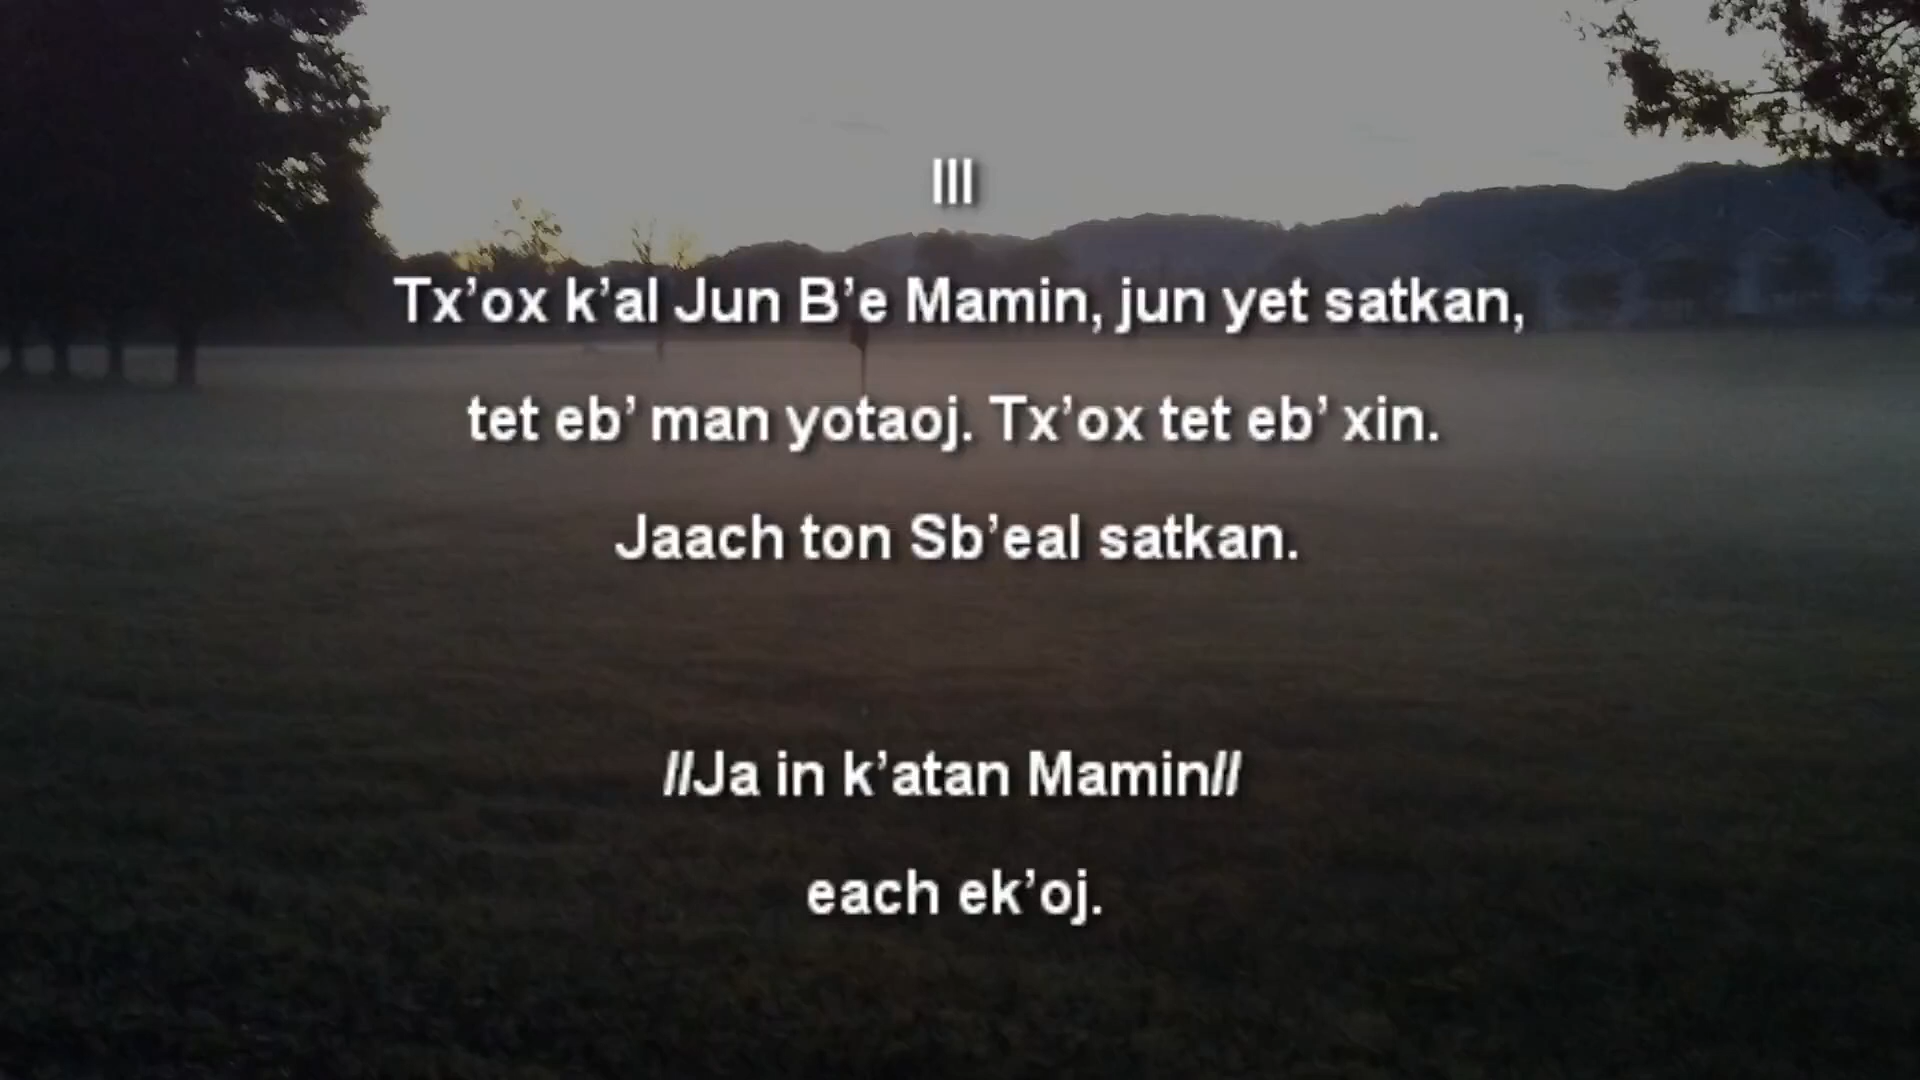 III
Tx’ox k’al Jun B’e Mamin, jun yet satkan,
tet eb’ man yotaoj. Tx’ox tet eb’ xin.
Jaach ton Sb’eal satkan.
//Ja in k’atan Mamin//
each ek’oj.